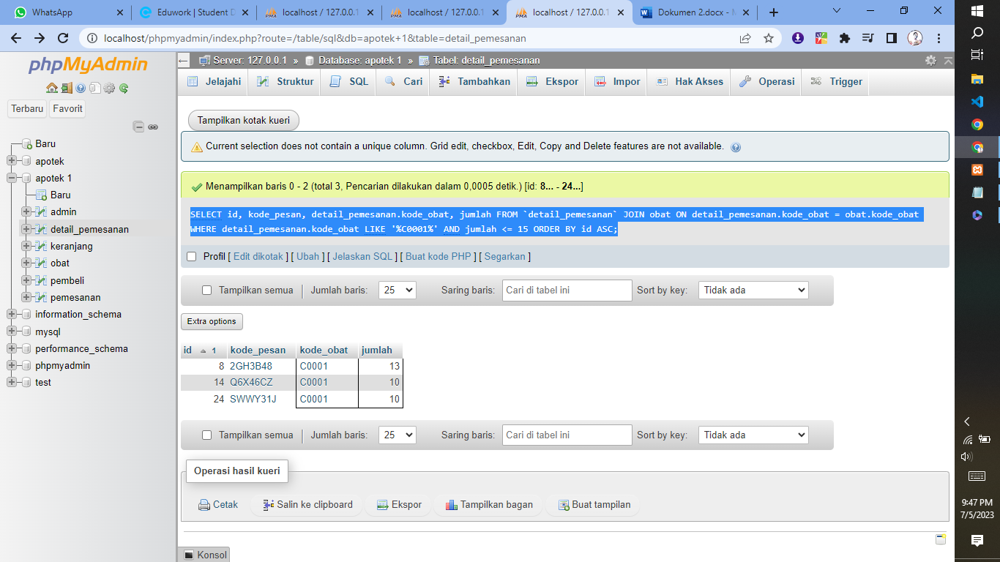 WhatsApp
Eduwork | Student D
localhost / 127.0.0.1
localhost / 127.0.0.1
localhost / 127.0.0.1
Dokumen 2.docx - M
localhost/phpmyadmin/index.php?route=/table/sql&db=apotek+1&table=detail_pemesanan
phpMyAdmin
Terbaru Favorit
Baru
apotek
apotek 1
Baru
admin
detail_pemesanan
keranjang
obat
pembeli
pemesanan
information_schema
mysql
performance_schema
phpmyadmin
test
Server: 127.0.0.1 » Database: apotek 1 » Tabel: detail_pemesanan
Jelajahi Struktur SQL Cari Tambahkan Ekspor Impor Hak Akses Operasi Trigger
Tampilkan kotak kueri
Current selection does not contain a unique column. Grid edit, checkbox, Edit, Copy and Delete features are not available.
Menampilkan baris 0 - 2 (total 3, Pencarian dilakukan dalam 0,0005 detik.) [id: 8... - 24...]
SELECT id, kode_pesan, detail_pemesanan.kode_obat, jumlah FROM `detail_pemesanan` JOIN obat ON detail_pemesanan.kode_obat = obat.kode_obat
WHERE detail_pemesanan.kode_obat LIKE '%C0001%' AND jumlah <= 15 ORDER BY id ASC;
Profil [ Edit dikotak ] [ Ubah ] [ Jelaskan SQL ] [ Buat kode PHP ] [ Segarkan ]
Tampilkan semua Jumlah baris: 25 Saring baris: Cari di tabel ini Sort by key: Tidak ada
Extra options
id 1 kode_pesan kode_obat jumlah
8 2GH3B48 C0001 13
14 Q6X46CZ C0001 10
24 SWWY31J C0001 10
Tampilkan semua Jumlah baris: 25 Saring baris: Cari di tabel ini Sort by key: Tidak ada
Operasi hasil kueri
Cetak Salin ke clipboard Ekspor Tampilkan bagan Buat tampilan
Konsol
9:47 PM
7/5/2023